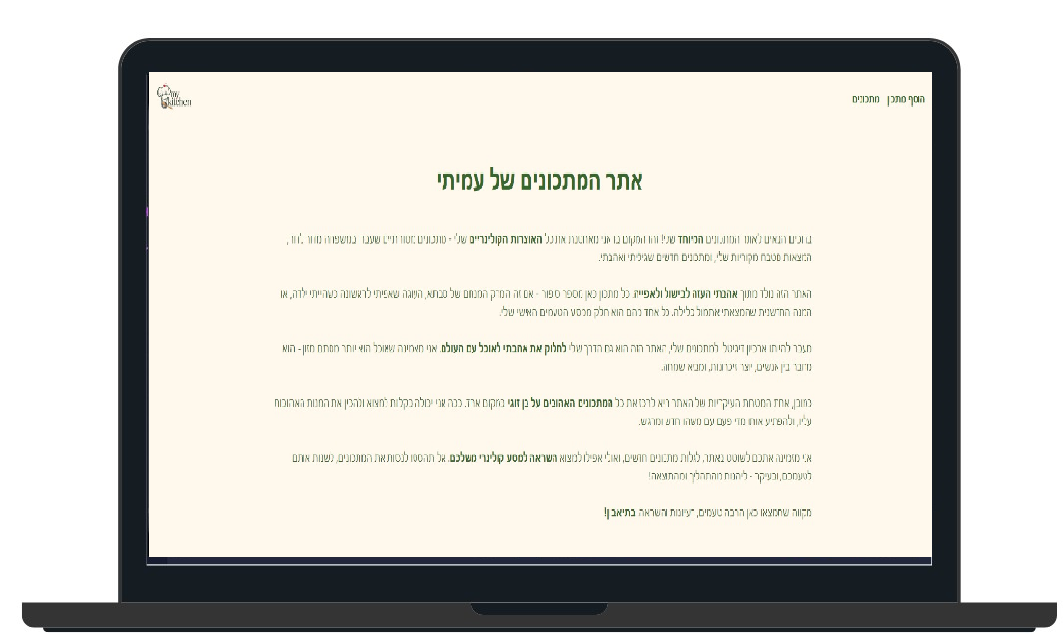 my
kitchen
הוסף מתכון מתכונים
אתר המתכונים של עמיתי
ברוכים הבאים לאתר המתכונים הביתי שלי! זהו המקום בו אני מאחסנת את כל האוצרות הקולינריים שלי - מתכונים מסורתיים שעברו במשפחה מדור לדור,
המצאות מטבח מקוריות שלי, ומתכונים חדשים שגיליתי ואהבתי.
האתר הזה נולד מתוך אהבתי העזה לבישול ולאפייה. כל מתכון כאן מספר סיפור - אם זה המרק המנחם של סבתא, העוגה שאפיתי לראשונה כשהייתי ילדה, או
המנה החדשנית שהמצאתי אתמול בלילה. כל אחד מהם הוא חלק ממסע הטעמים האישי שלי.
מעבר להיותו ארכיון דיגיטלי למתכונים שלי, האתר הזה הוא גם הדרך שלי לחלוק את אהבתי לאוכל עם העולם. אני מאמינה שאוכל הוא יותר מסתם מזון - הוא
מחבר בין אנשים, יוצר זיכרונות, ומביא שמחה.
כמובן, אחת המטרות העיקריות של האתר היא לרכז את כל המתכונים האהובים על בן זוגי במקום אחד. ככה אני יכולה בקלות למצוא ולהכין את המנות האהובות
עליו, ולהפתיע אותו מדי פעם עם משהו חדש ומרגש.
אני מזמינה אתכם לשוטט באתר, לגלות מתכונים חדשים, ואולי אפילו למצוא השראה למסע קולינרי משלכם. אל תהססו לנסות את המתכונים, לשנות אותם
לטעמכם, ובעיקר - ליהנות מהתהליך ומהתוצאה!
מקווה שתמצאו כאן הרבה טעמים, רעיונות והשראה. בתיאבון!